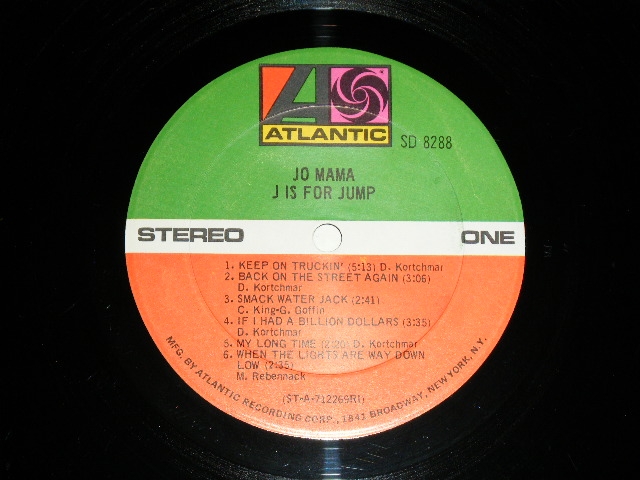 ATLANTIC
SD 8288
JO MAMA
J IS FOR JUMP
STEREO
ONE
1. KEEP ON TRUCKIN' (5:13) D. Kortchmar
2. BACK ON THE STREET AGAIN (3:06)
D. Kortchmar
3. SMACK WATER JACK (2:41)
C. King-G. Goffin
4. IF I HAD A BILLION DOLLARS (3:35)
D. Kortchmar
5. MY LONG TIME (2:20) D. Kortchmar
6. WHEN THE LIGHTS ARE WAY DOWN
LOW (2:35)
M. Rebennack
(ST-A-712269RI)
MFG. BY ATLANTIC RECORDING CORP., 1841 BROADWAY, NEW YORK, N.Y.